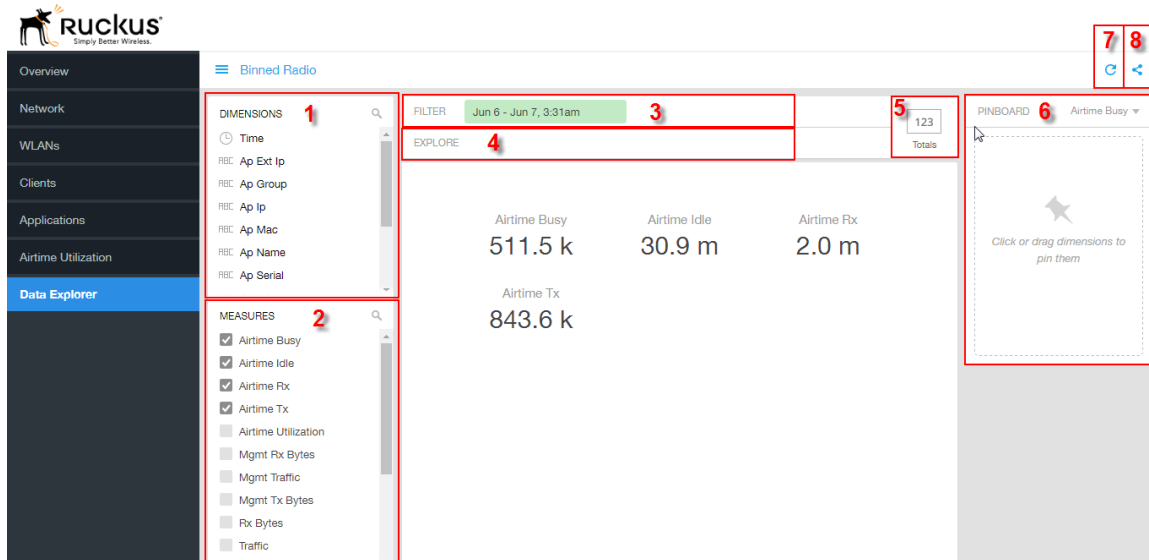 Ruckus
Simply Better Wireless.
7
8
Overview
Network
WLANs
Clients
Applications
Airtime Utilization
Data Explorer
Binned Radio
DIMENSIONS
1
Time
ABC Ap Ext Ip
ABC Ap Group
ABC Ap Ip
ABC Ap Mac
ABC Ap Name
ABC Ap Serial
MEASURES
2
Airtime Busy
Airtime Idle
Airtime Rx
Airtime Tx
Airtime Utilization
Mgmt Rx Bytes
Mgmt Traffic
Mgmt Tx Bytes
Rx Bytes
Traffic
FILTER
Jun 6 - Jun 7, 3:31am
3
EXPLORE
4
5
123
Totals
Airtime Busy
511.5 k
Airtime Idle
30.9 m
Airtime Rx
2.0 m
Airtime Tx
843.6 k
PINBOARD
6
Airtime Busy
Click or drag dimensions to
pin them